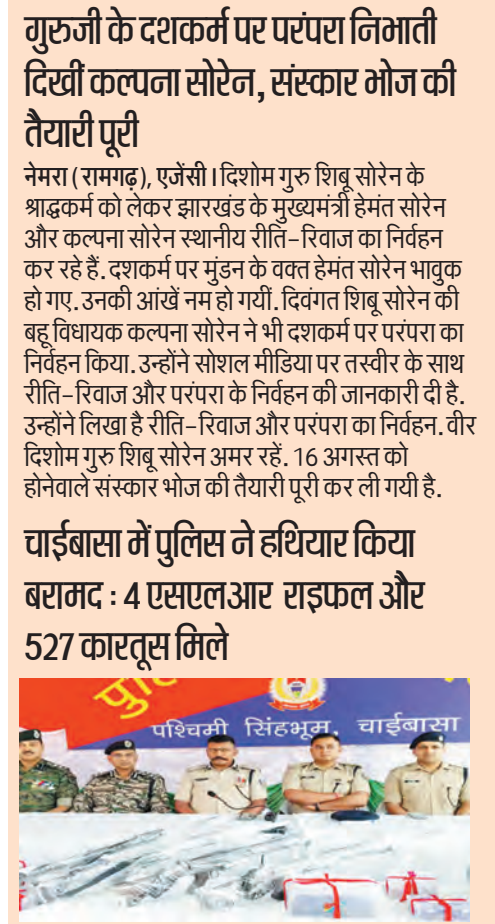 गुरुजी के दशकर्म पर परंपरा निभाती
दिखीं कल्पना सोरेन, संस्कार भोज की
तैयारी पूरी
नेमरा (रामगढ़), एजेंसी। दिशोम गुरु शिबू सोरेन के
श्राद्धकर्म को लेकर झारखंड के मुख्यमंत्री हेमंत सोरेन
और कल्पना सोरेन स्थानीय रीति-रिवाज का निर्वहन
कर रहे हैं. दशकर्म पर मुंडन के वक्त हेमंत सोरेन भावुक
हो गए. उनकी आंखें नम हो गयीं. दिवंगत शिबू सोरेन की
बहू विधायक कल्पना सोरेन ने भी दशकर्म पर परंपरा का
निर्वहन किया. उन्होंने सोशल मीडिया पर तस्वीर के साथ
रीति-रिवाज और परंपरा के निर्वहन की जानकारी दी है.
उन्होंने लिखा है रीति-रिवाज और परंपरा का निर्वहन. वीर
दिशोम गुरु शिबू सोरेन अमर रहें. 16 अगस्त को
होनेवाले संस्कार भोज की तैयारी पूरी कर ली गयी है.
चाईबासा में पुलिस ने हथियार किया
बरामद : 4 एसएलआर राइफल और
527 कारतूस मिले
पश्चिमी सिंहभूम, चाईबासा